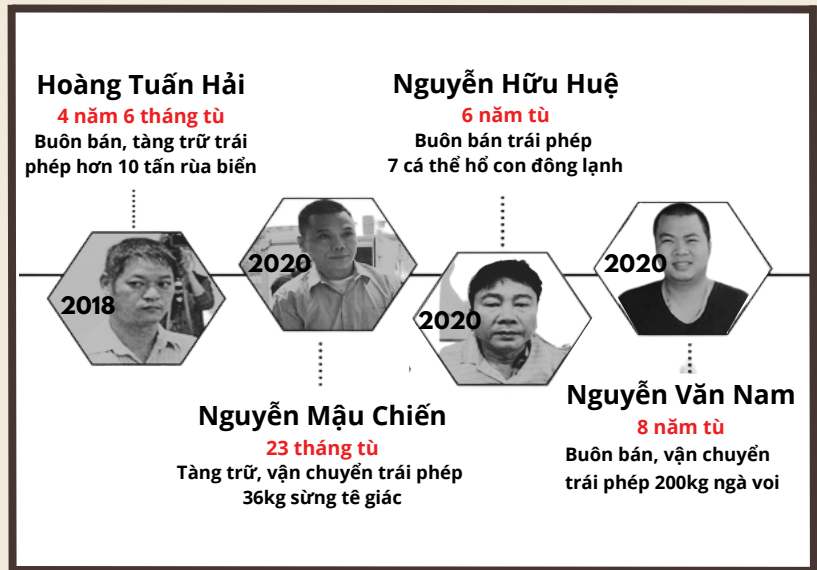 Hoàng Tuấn Hải
4 năm 6 tháng tù
Buôn bán, tàng trữ trái
phép hơn 10 tấn rùa biển
2018
2020
Nguyễn Mậu Chiến
23 tháng tù
Tàng trữ, vận chuyển trái phép
36kg sừng tê giác
Nguyễn Hữu Huệ
6 năm tù
Buôn bán trái phép
7 cá thể hổ con đông lạnh
2020
2020
Nguyễn Văn Nam
8 năm tù
Buôn bán, vận chuyển
trái phép 200kg ngà voi